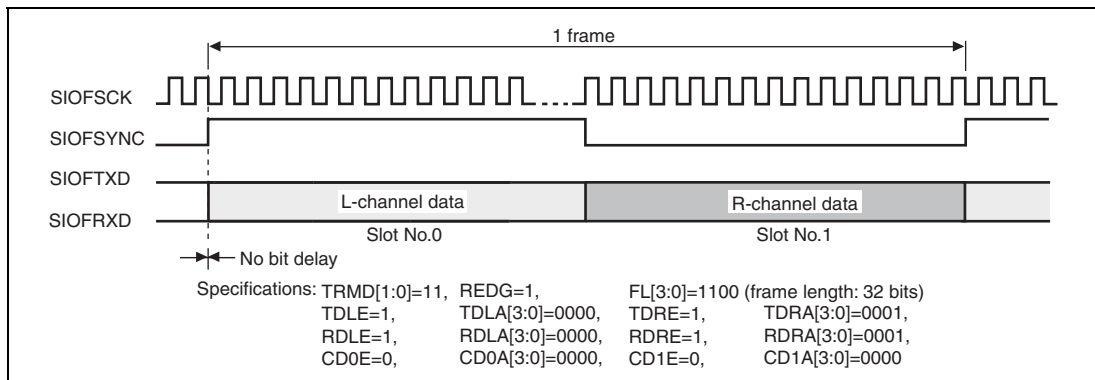 1 frame
SIOFSCK
SIOFSYNC
SIOFTXD
L-channel data R-channel data
SIOFRXD
Slot No.0 Slot No.1
No bit delay
Specifications: TRMD[1:0]=11, REDG=1, FL[3:0]=1100 (frame length: 32 bits)
TDLE=1, TDLA[3:0]=0000, TDRE=1, TDRA[3:0]=0001,
RDLE=1, RDLA[3:0]=0000, RDRE=1, RDRA[3:0]=0001,
CD0E=0, CD0A[3:0]=0000, CD1E=0, CD1A[3:0]=0000